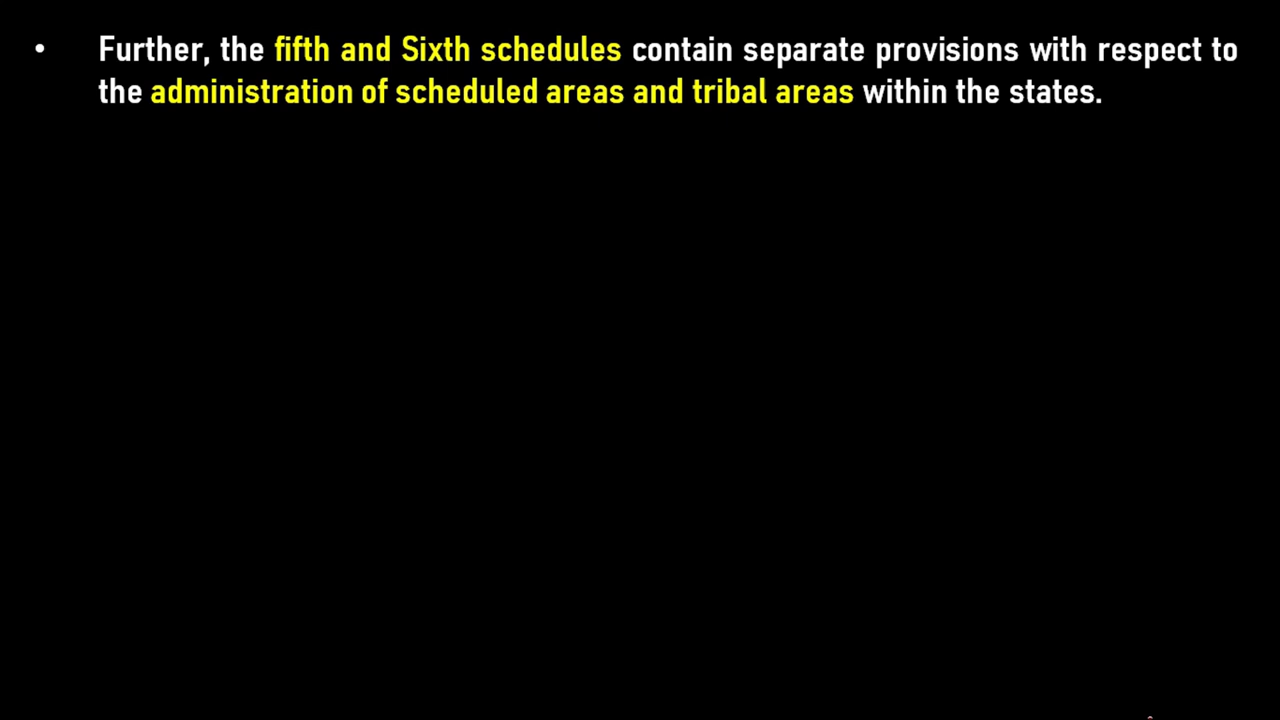 • Further, the fifth and Sixth schedules contain separate provisions with respect to
the administration of scheduled areas and tribal areas within the states.